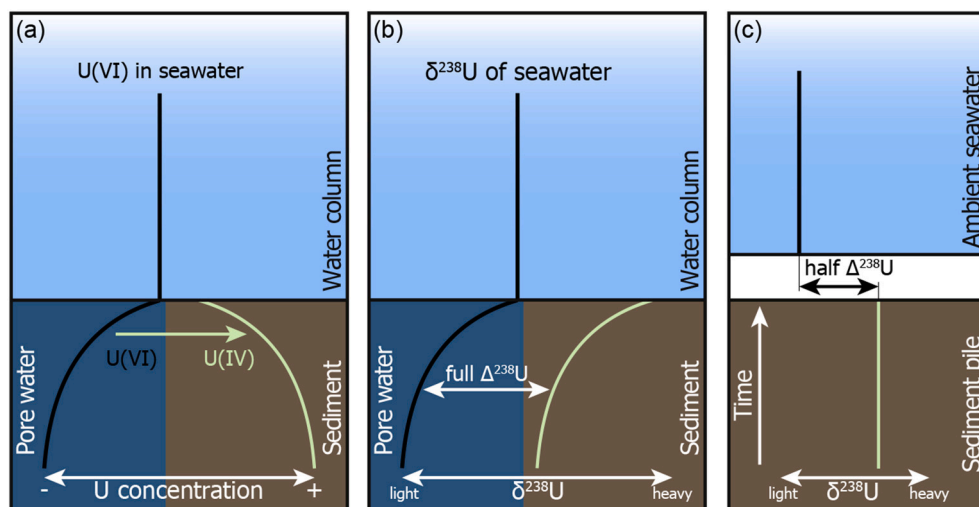 (a)
U(VI) in seawater
Water column
Pore water
U(VI)
U(IV)
Sediment
-
U concentration
+
(b)
δ²³⁸U of seawater
Water column
Pore water
full Δ²³⁸U
Sediment
light
δ²³⁸U
heavy
(c)
Ambient seawater
half Δ²³⁸U
Time
Sediment pile
light
δ²³⁸U
heavy